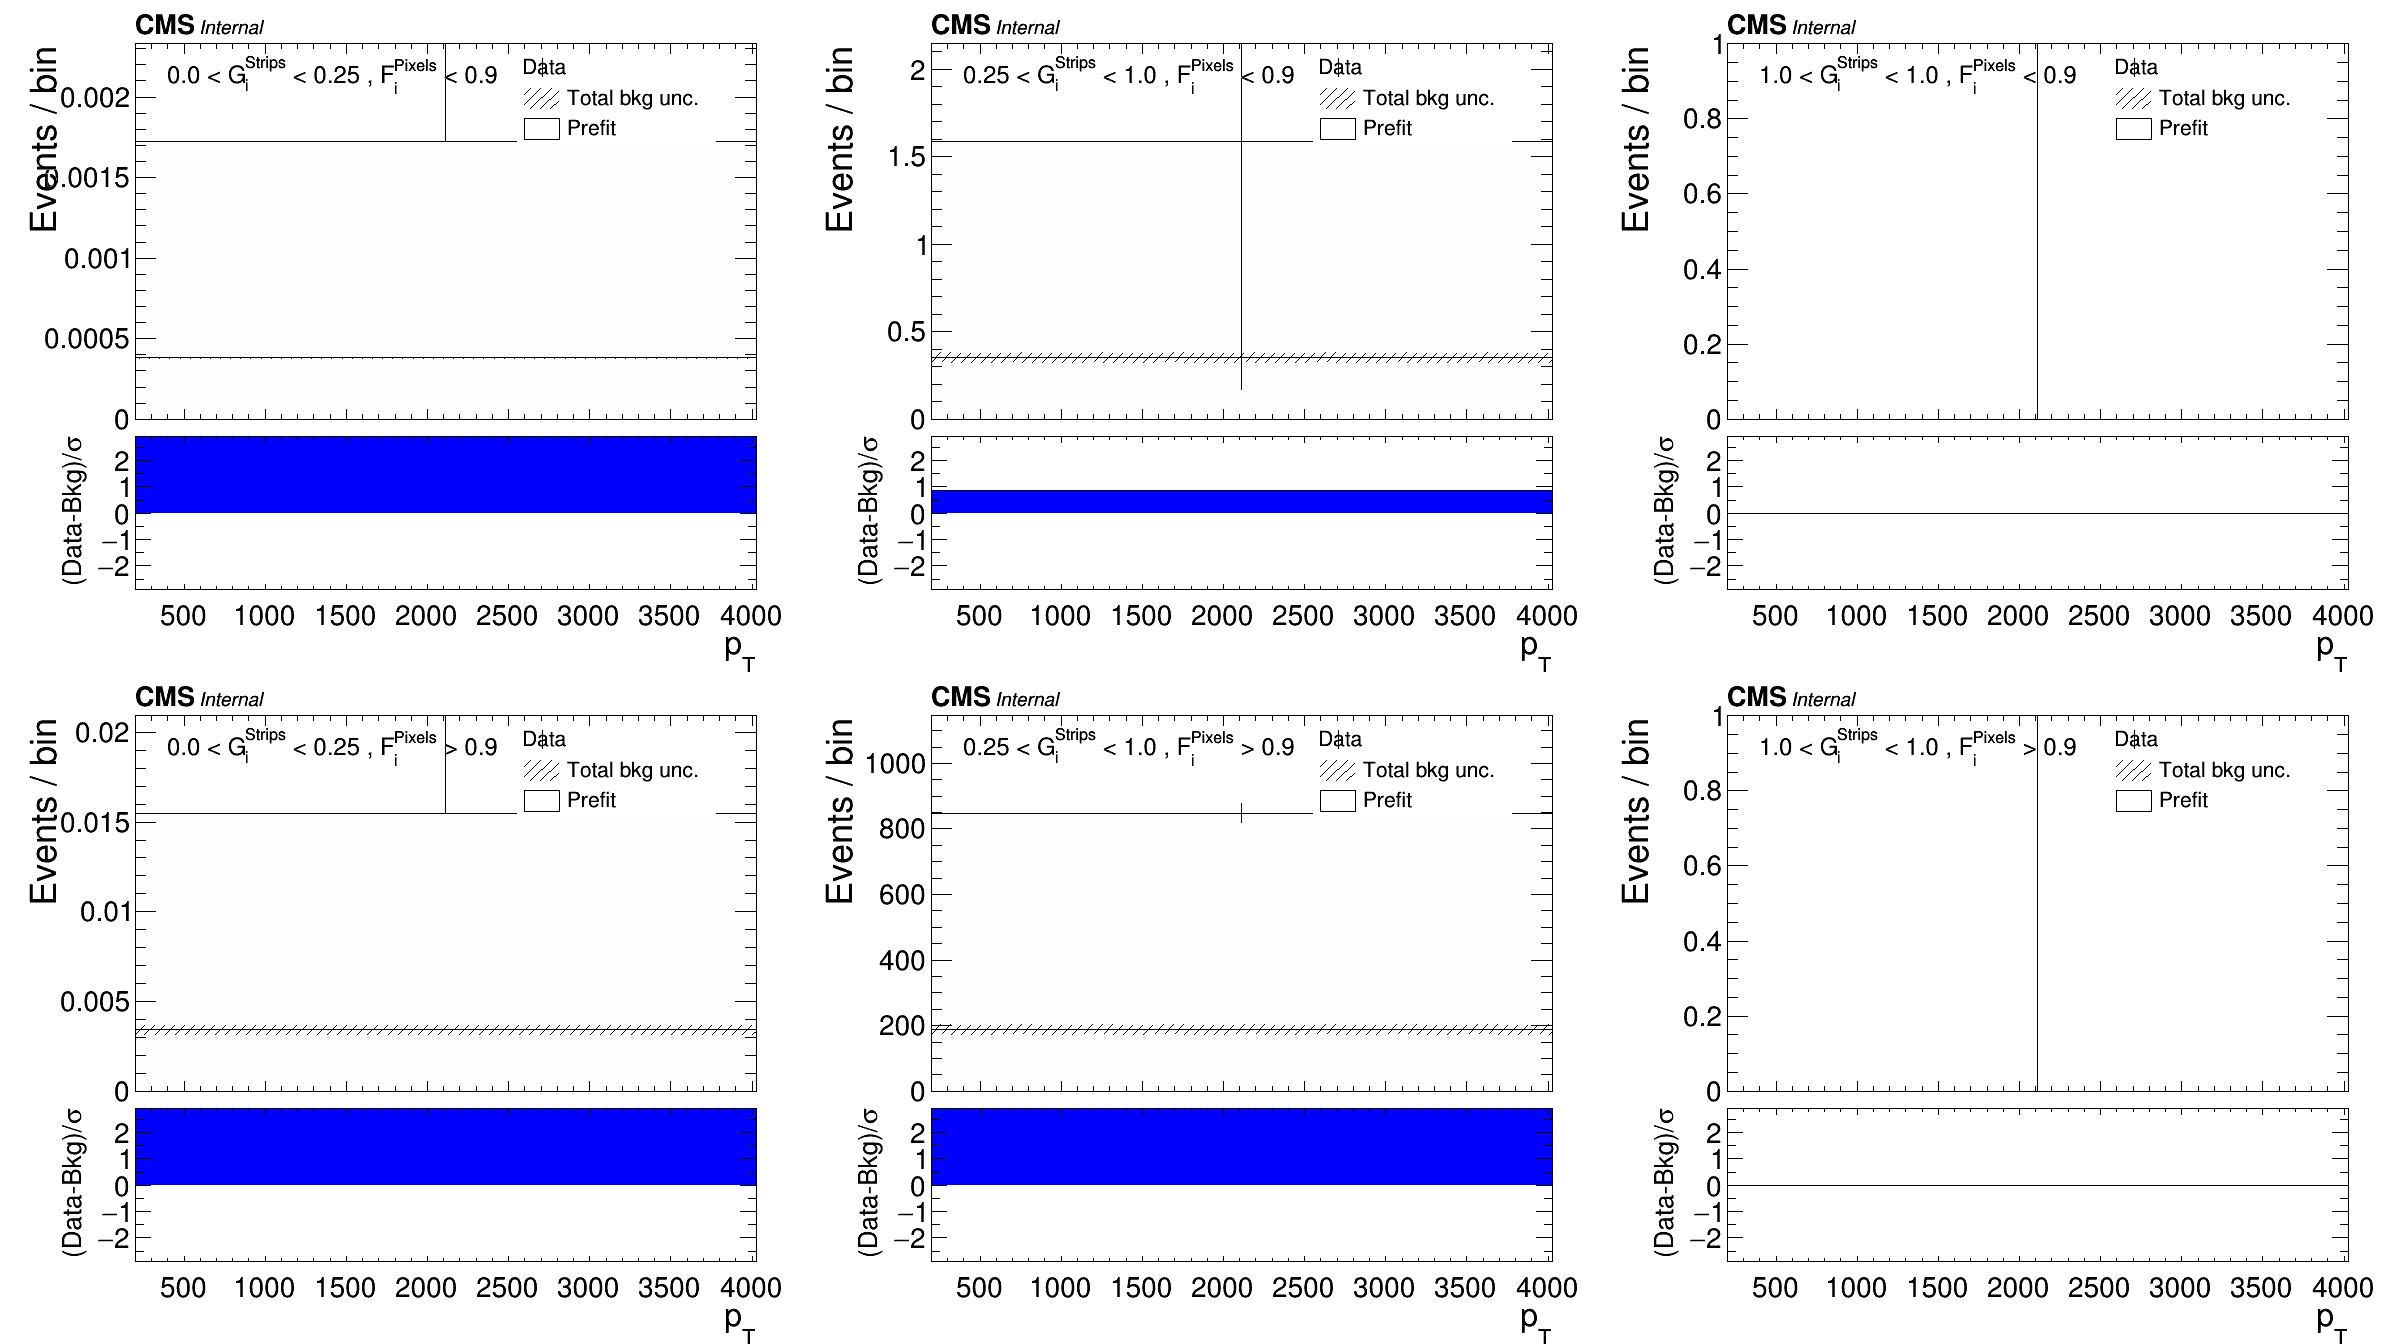 CMS Internal
Events / bin
0.0 < G_i^Strips < 0.25 , F_i^Pixels < 0.9
Data
Total bkg unc.
Prefit
0.002
0.0015
0.001
0.0005
0
(Data-Bkg)/σ
2
1
0
−1
−2
500 1000 1500 2000 2500 3000 3500 4000
p_T
CMS Internal
Events / bin
0.25 < G_i^Strips < 1.0 , F_i^Pixels < 0.9
Data
Total bkg unc.
Prefit
2
1.5
1
0.5
0
(Data-Bkg)/σ
2
1
0
−1
−2
500 1000 1500 2000 2500 3000 3500 4000
p_T
CMS Internal
Events / bin
1.0 < G_i^Strips < 1.0 , F_i^Pixels < 0.9
Data
Total bkg unc.
Prefit
1
0.8
0.6
0.4
0.2
0
(Data-Bkg)/σ
2
1
0
−1
−2
500 1000 1500 2000 2500 3000 3500 4000
p_T
CMS Internal
Events / bin
0.0 < G_i^Strips < 0.25 , F_i^Pixels > 0.9
Data
Total bkg unc.
Prefit
0.02
0.015
0.01
0.005
0
(Data-Bkg)/σ
2
1
0
−1
−2
500 1000 1500 2000 2500 3000 3500 4000
p_T
CMS Internal
Events / bin
0.25 < G_i^Strips < 1.0 , F_i^Pixels > 0.9
Data
Total bkg unc.
Prefit
1000
800
600
400
200
0
(Data-Bkg)/σ
2
1
0
−1
−2
500 1000 1500 2000 2500 3000 3500 4000
p_T
CMS Internal
Events / bin
1.0 < G_i^Strips < 1.0 , F_i^Pixels > 0.9
Data
Total bkg unc.
Prefit
1
0.8
0.6
0.4
0.2
0
(Data-Bkg)/σ
2
1
0
−1
−2
500 1000 1500 2000 2500 3000 3500 4000
p_T